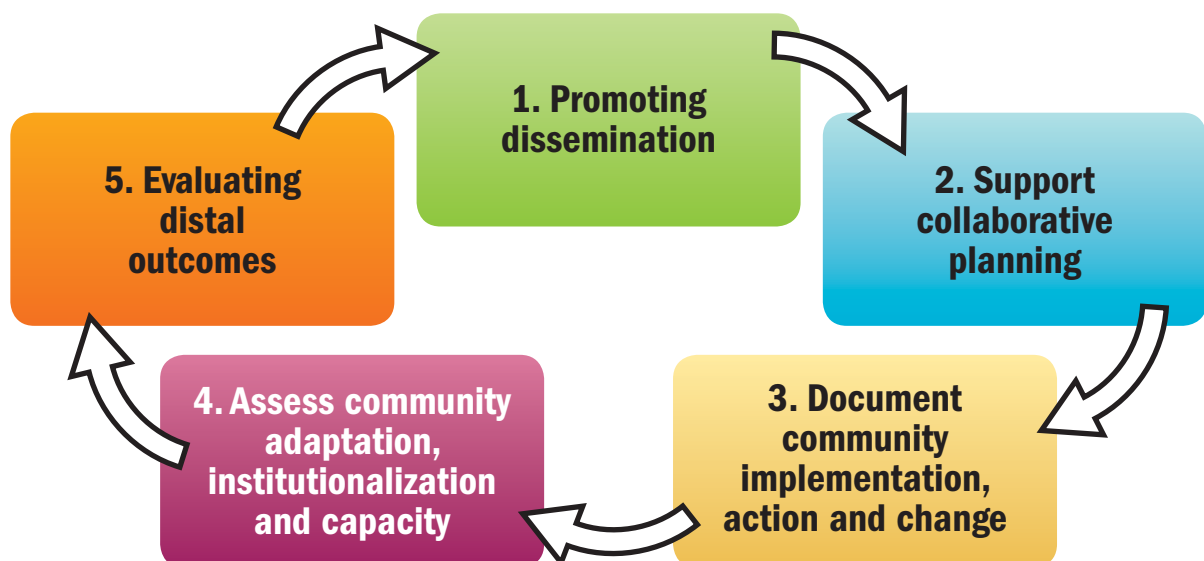 1. Promoting
dissemination
2. Support
collaborative
planning
3. Document
community
implementation,
action and change
4. Assess community
adaptation,
institutionalization
and capacity
5. Evaluating
distal
outcomes